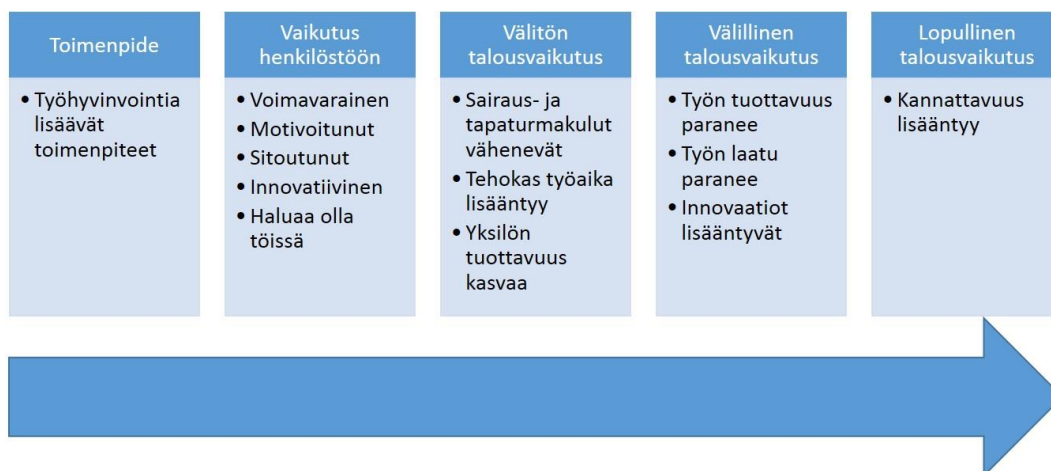 Toimenpide
• Työhyvinvointia
lisäävät
toimenpiteet
Vaikutus
henkilöstöön
• Voimavarainen
• Motivoitunut
• Sitoutunut
• Innovatiivinen
• Haluaa olla
töissä
Välitön
talousvaikutus
• Sairaus- ja
tapaturmakulut
vähenevät
• Tehokas työaika
lisääntyy
• Yksilön
tuottavuus
kasvaa
Välillinen
talousvaikutus
• Työn tuottavuus
paranee
• Työn laatu
paranee
• Innovaatiot
lisääntyvät
Lopullinen
talousvaikutus
• Kannattavuus
lisääntyy